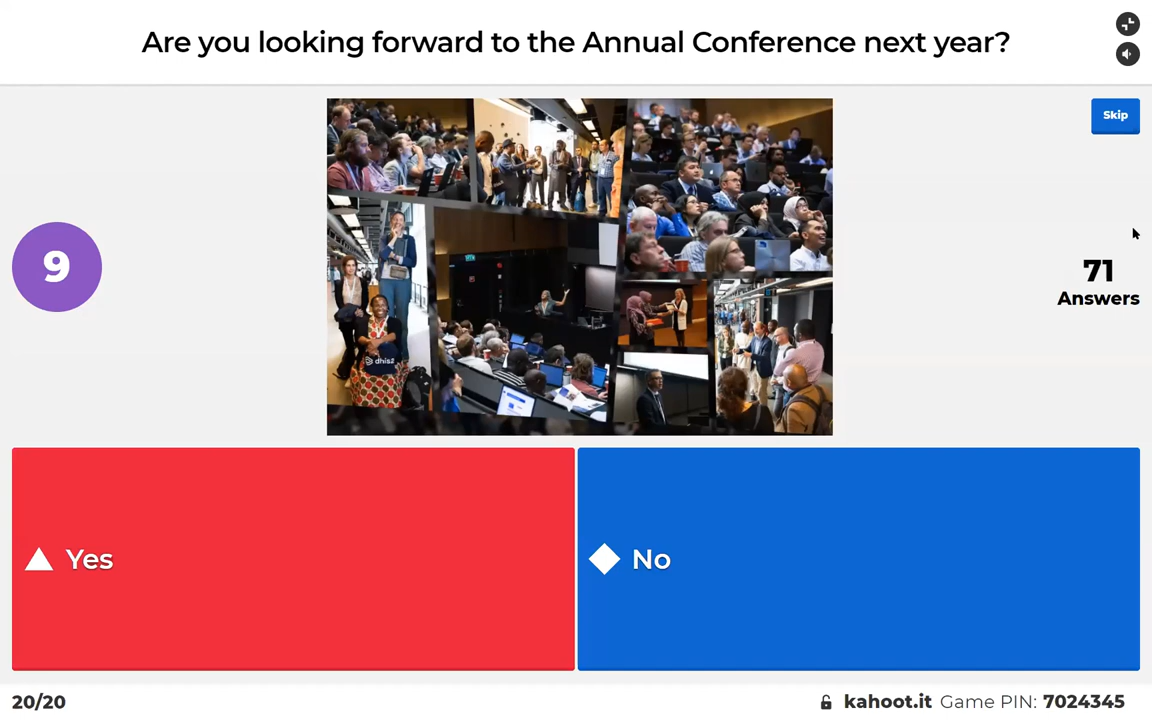 Are you looking forward to the Annual Conference next year?
Skip
9
dhis2
71
Answers
Yes
No
20/20
kahoot.it Game PIN: 7024345